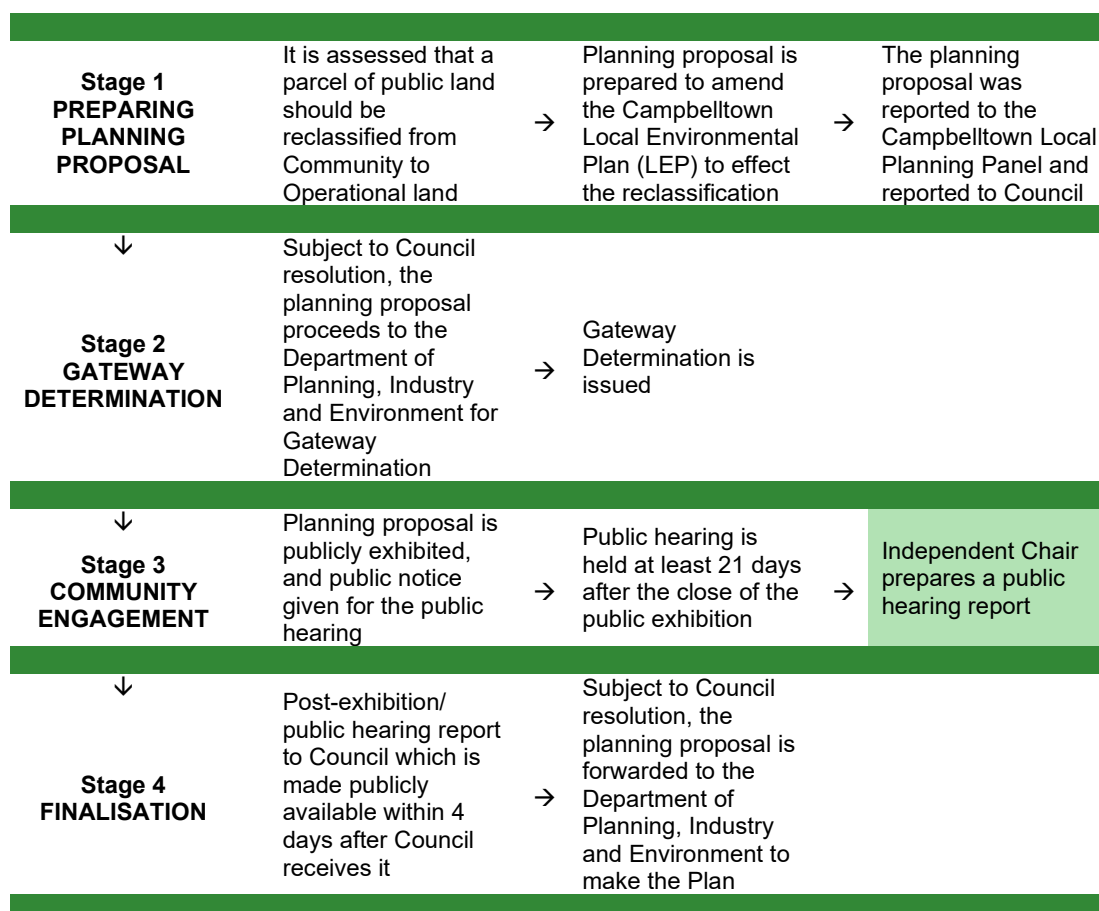 Stage 1
PREPARING
PLANNING
PROPOSAL
It is assessed that a
parcel of public land
should be
reclassified from
Community to
Operational land
→
Planning proposal is
prepared to amend
the Campbelltown
Local Environmental
Plan (LEP) to effect
the reclassification
→
The planning
proposal was
reported to the
Campbelltown Local
Planning Panel and
reported to Council
↓
Stage 2
GATEWAY
DETERMINATION
Subject to Council
resolution, the
planning proposal
proceeds to the
Department of
Planning, Industry
and Environment for
Gateway
Determination
→
Gateway
Determination is
issued
↓
Stage 3
COMMUNITY
ENGAGEMENT
Planning proposal is
publicly exhibited,
and public notice
given for the public
hearing
→
Public hearing is
held at least 21 days
after the close of the
public exhibition
→
Independent Chair
prepares a public
hearing report
↓
Stage 4
FINALISATION
Post-exhibition/
public hearing report
to Council which is
made publicly
available within 4
days after Council
receives it
→
Subject to Council
resolution, the
planning proposal is
forwarded to the
Department of
Planning, Industry
and Environment to
make the Plan